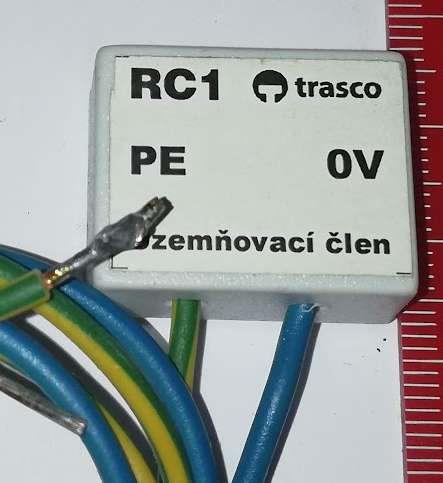 RC1 trasco
PE 0V
Uzemňovací člen